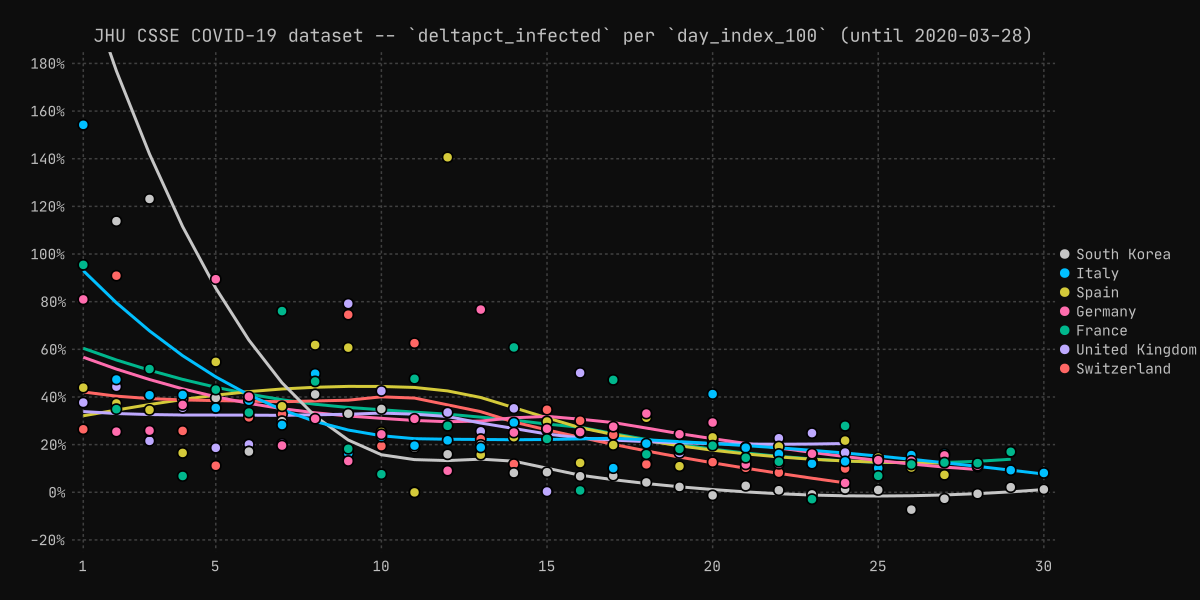 JHU CSSE COVID-19 dataset -- `deltapct_infected` per `day_index_100` (until 2020-03-28)
180%
160%
140%
120%
100%
80%
60%
40%
20%
0%
-20%
1 5 10 15 20 25 30
South Korea
Italy
Spain
Germany
France
United Kingdom
Switzerland